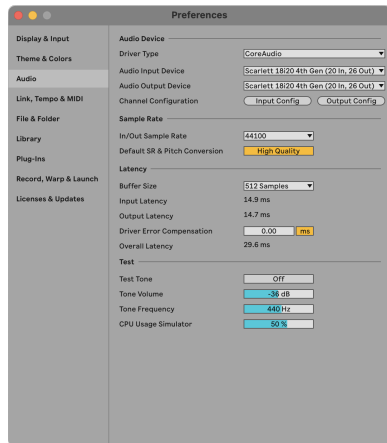 Preferences
Display & Input
Theme & Colors
Audio
Link, Tempo & MIDI
File & Folder
Library
Plug-Ins
Record, Warp & Launch
Licenses & Updates
Audio Device
Driver Type CoreAudio
Audio Input Device Scarlett 18i20 4th Gen (20 In, 26 Out)
Audio Output Device Scarlett 18i20 4th Gen (20 In, 26 Out)
Channel Configuration Input Config Output Config
Sample Rate
In/Out Sample Rate 44100
Default SR & Pitch Conversion High Quality
Latency
Buffer Size 512 Samples
Input Latency 14.9 ms
Output Latency 14.7 ms
Driver Error Compensation 0.00 ms
Overall Latency 29.6 ms
Test
Test Tone Off
Tone Volume -36 dB
Tone Frequency 440 Hz
CPU Usage Simulator 50 %